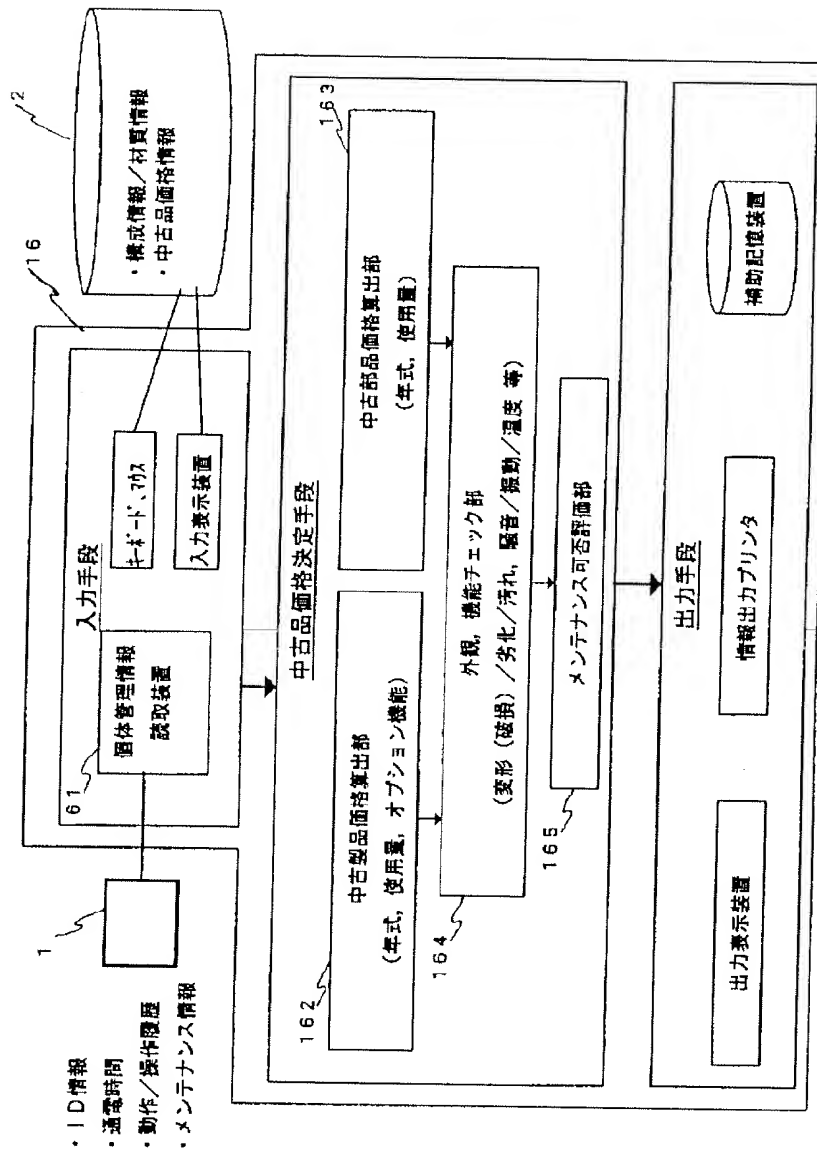 ・ID情報
・通電時間
・動作/操作履歴
・メンテナンス情報
1
61
個体管理情報
読取装置
入力手段
キーボード、マウス
入力表示装置
16
2
・構成情報/材質情報
・中古品価格情報
中古品価格決定手段
162
中古製品価格算出部
(年式,使用量,オプション機能)
163
中古部品価格算出部
(年式,使用量)
164
外観,機能チェック部
(変形(破損)/劣化/汚れ,騒音/振動/温度 等)
165
メンテナンス可否評価部
出力手段
出力表示装置
情報出力プリンタ
補助記憶装置